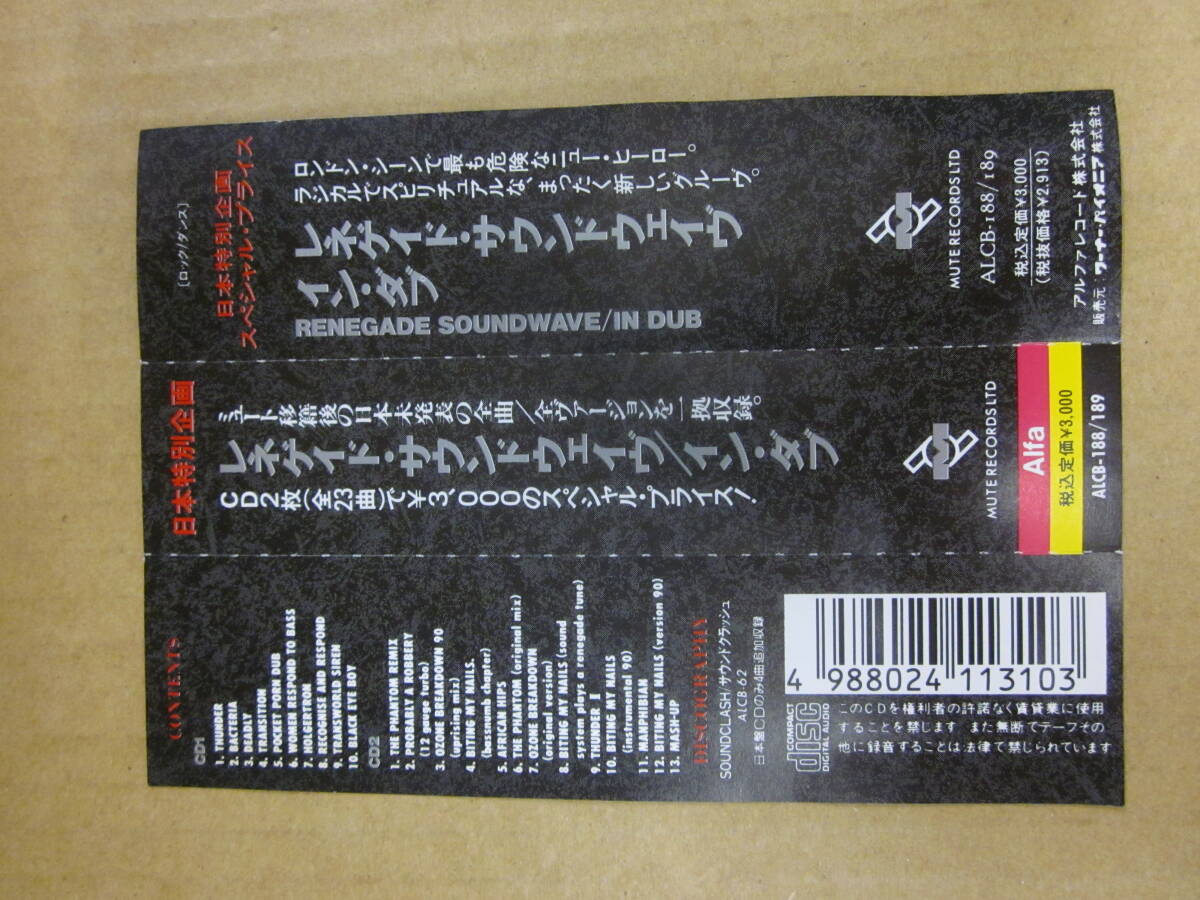 [ロック/ダンス]
日本特別企画
スペシャル・プライス
ロンドン・シーンで最も危険なニュー・ヒーロー。
ラジカルでスピリチュアルな、まったく新しいグルーヴ。
レネゲイド・サウンドウェイヴ
イン・ダブ
RENEGADE SOUNDWAVE/IN DUB
MUTE RECORDS LTD
ALCB-188/189
税込定価¥3,000
(税抜価格¥2,913)
アルファレコード株式会社
販売元:ワーナー・パイオニア株式会社
日本特別企画
ミュート移籍後の日本未発表の全曲/全ヴァージョンを一挙収録。
レネゲイド・サウンドウェイヴ/イン・ダブ
CD2枚(全23曲)で¥3,000のスペシャル・プライス!
MUTE RECORDS LTD
Alfa
税込定価¥3,000
ALCB-188/189
CONTENTS
CD1
1. THUNDER
2. BACTERIA
3. DEADLY
4. TRANSITION
5. POCKET PORN DUB
6. WOMEN RESPOND TO BASS
7. HOLGERTRON
8. RECOGNISE AND RESPOND
9. TRANSWORLD SIREN
10. BLACK EYE BOY
CD2
1. THE PHANTOM REMIX
2. PROBABLY A ROBBERY
(12 gauge turbo)
3. OZONE BREAKDOWN 90
(uprising mix)
4. BITING MY NAILS.
(bassnumb chapter)
5. AFRICAN HIPS
6. THE PHANTOM (original mix)
7. OZONE BREAKDOWN
(original version)
8. BITING MY NAILS (sound
system plays a renegade tune)
9. THUNDER II
10. BITING MY NAILS
(instrumental 90)
11. MANPHIBIAN
12. BITING MY NAILS (version 90)
13. MASH-UP
DISCOGRAPHY
SOUNDCLASH/サウンドクラッシュ
ALCB-62
日本盤CDのみ4曲追加収録
4 988024 113103
COMPACT
disc
DIGITAL AUDIO
このCDを権利者の許諾なく賃貸業に使用
することを禁じます また無断でテープその
他に録音することは法律で禁じられています